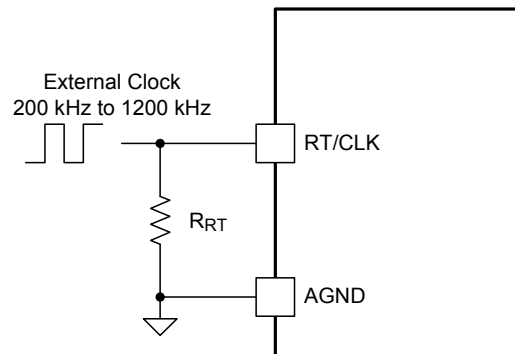 External Clock
200 kHz to 1200 kHz
RT/CLK
RRT
AGND